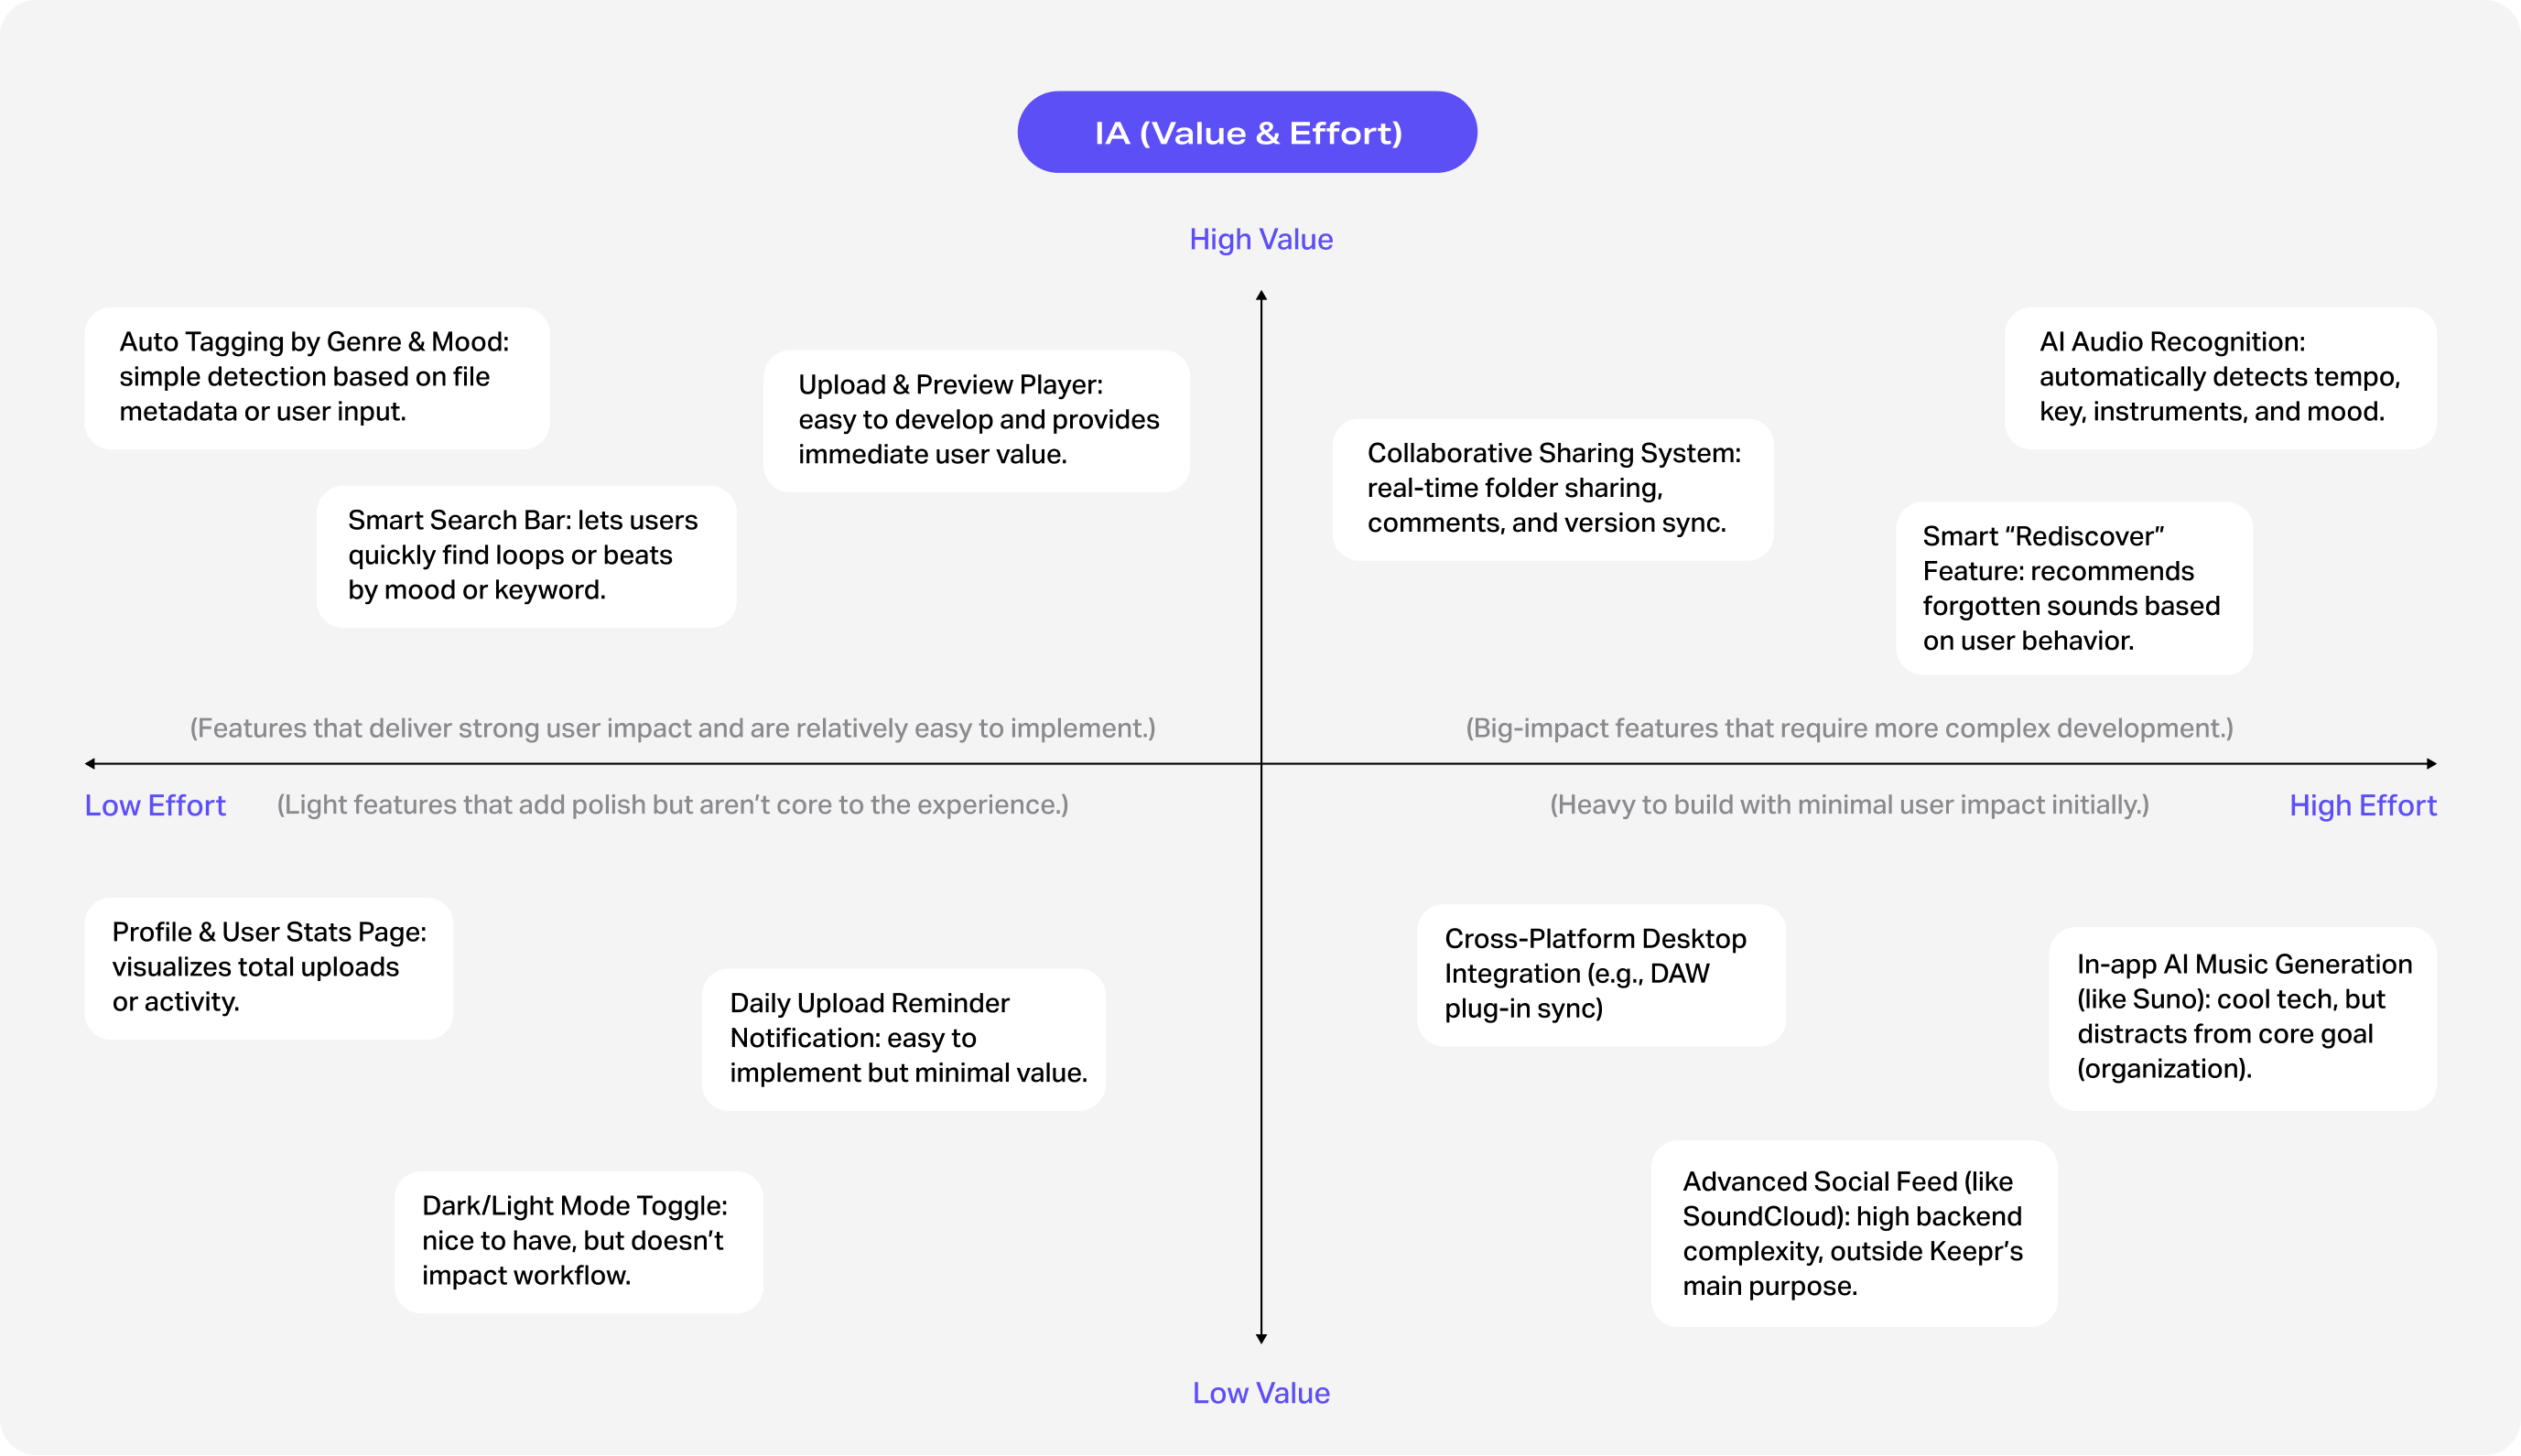 IA (Value & Effort)
High Value
Auto Tagging by Genre & Mood:
simple detection based on file
metadata or user input.
Upload & Preview Player:
easy to develop and provides
immediate user value.
Smart Search Bar: lets users
quickly find loops or beats
by mood or keyword.
Collaborative Sharing System:
real-time folder sharing,
comments, and version sync.
AI Audio Recognition:
automatically detects tempo,
key, instruments, and mood.
Smart “Rediscover”
Feature: recommends
forgotten sounds based
on user behavior.
(Features that deliver strong user impact and are relatively easy to implement.)
(Big-impact features that require more complex development.)
Low Effort
(Light features that add polish but aren’t core to the experience.)
(Heavy to build with minimal user impact initially.)
High Effort
Profile & User Stats Page:
visualizes total uploads
or activity.
Daily Upload Reminder
Notification: easy to
implement but minimal value.
Dark/Light Mode Toggle:
nice to have, but doesn’t
impact workflow.
Cross-Platform Desktop
Integration (e.g., DAW
plug-in sync)
In-app AI Music Generation
(like Suno): cool tech, but
distracts from core goal
(organization).
Advanced Social Feed (like
SoundCloud): high backend
complexity, outside Keepr’s
main purpose.
Low Value